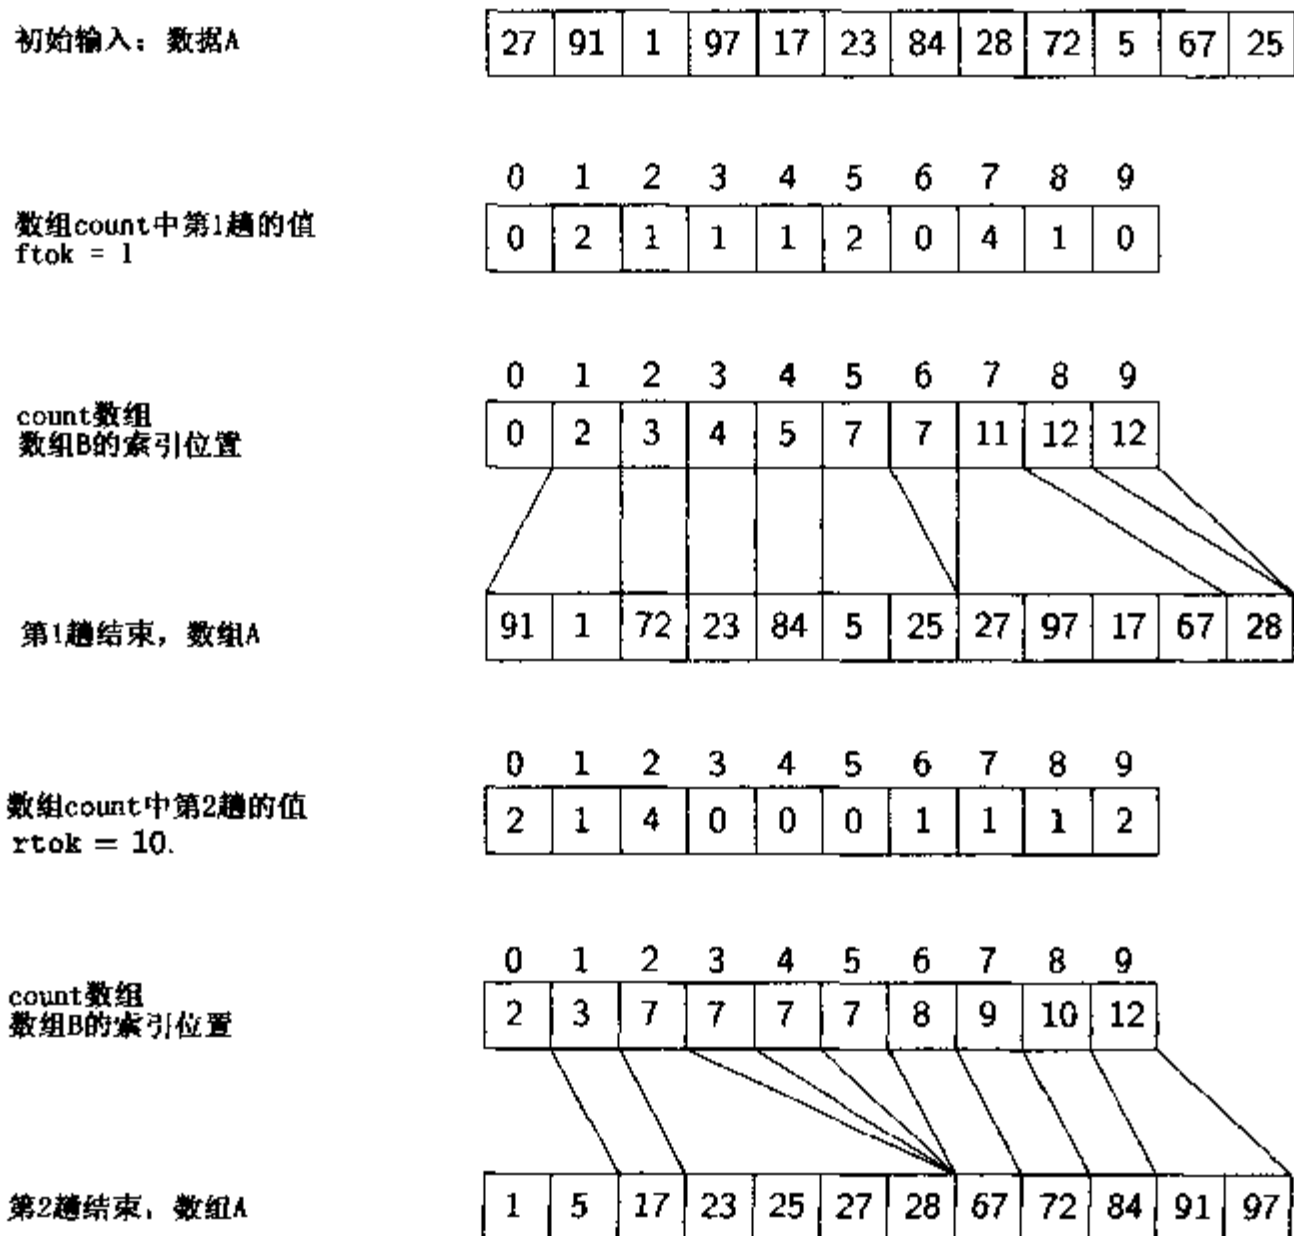 初始输入：数据A
27 91 1 97 17 23 84 28 72 5 67 25
0 1 2 3 4 5 6 7 8 9
数组count中第1趟的值
ftok = 1
0 2 1 1 1 2 0 4 1 0
0 1 2 3 4 5 6 7 8 9
count数组
数组B的索引位置
0 2 3 4 5 7 7 11 12 12
第1趟结束，数组A
91 1 72 23 84 5 25 27 97 17 67 28
0 1 2 3 4 5 6 7 8 9
数组count中第2趟的值
rtok = 10.
2 1 4 0 0 0 1 1 1 2
0 1 2 3 4 5 6 7 8 9
count数组
数组B的索引位置
2 3 7 7 7 7 8 9 10 12
第2趟结束，数组A
1 5 17 23 25 27 28 67 72 84 91 97